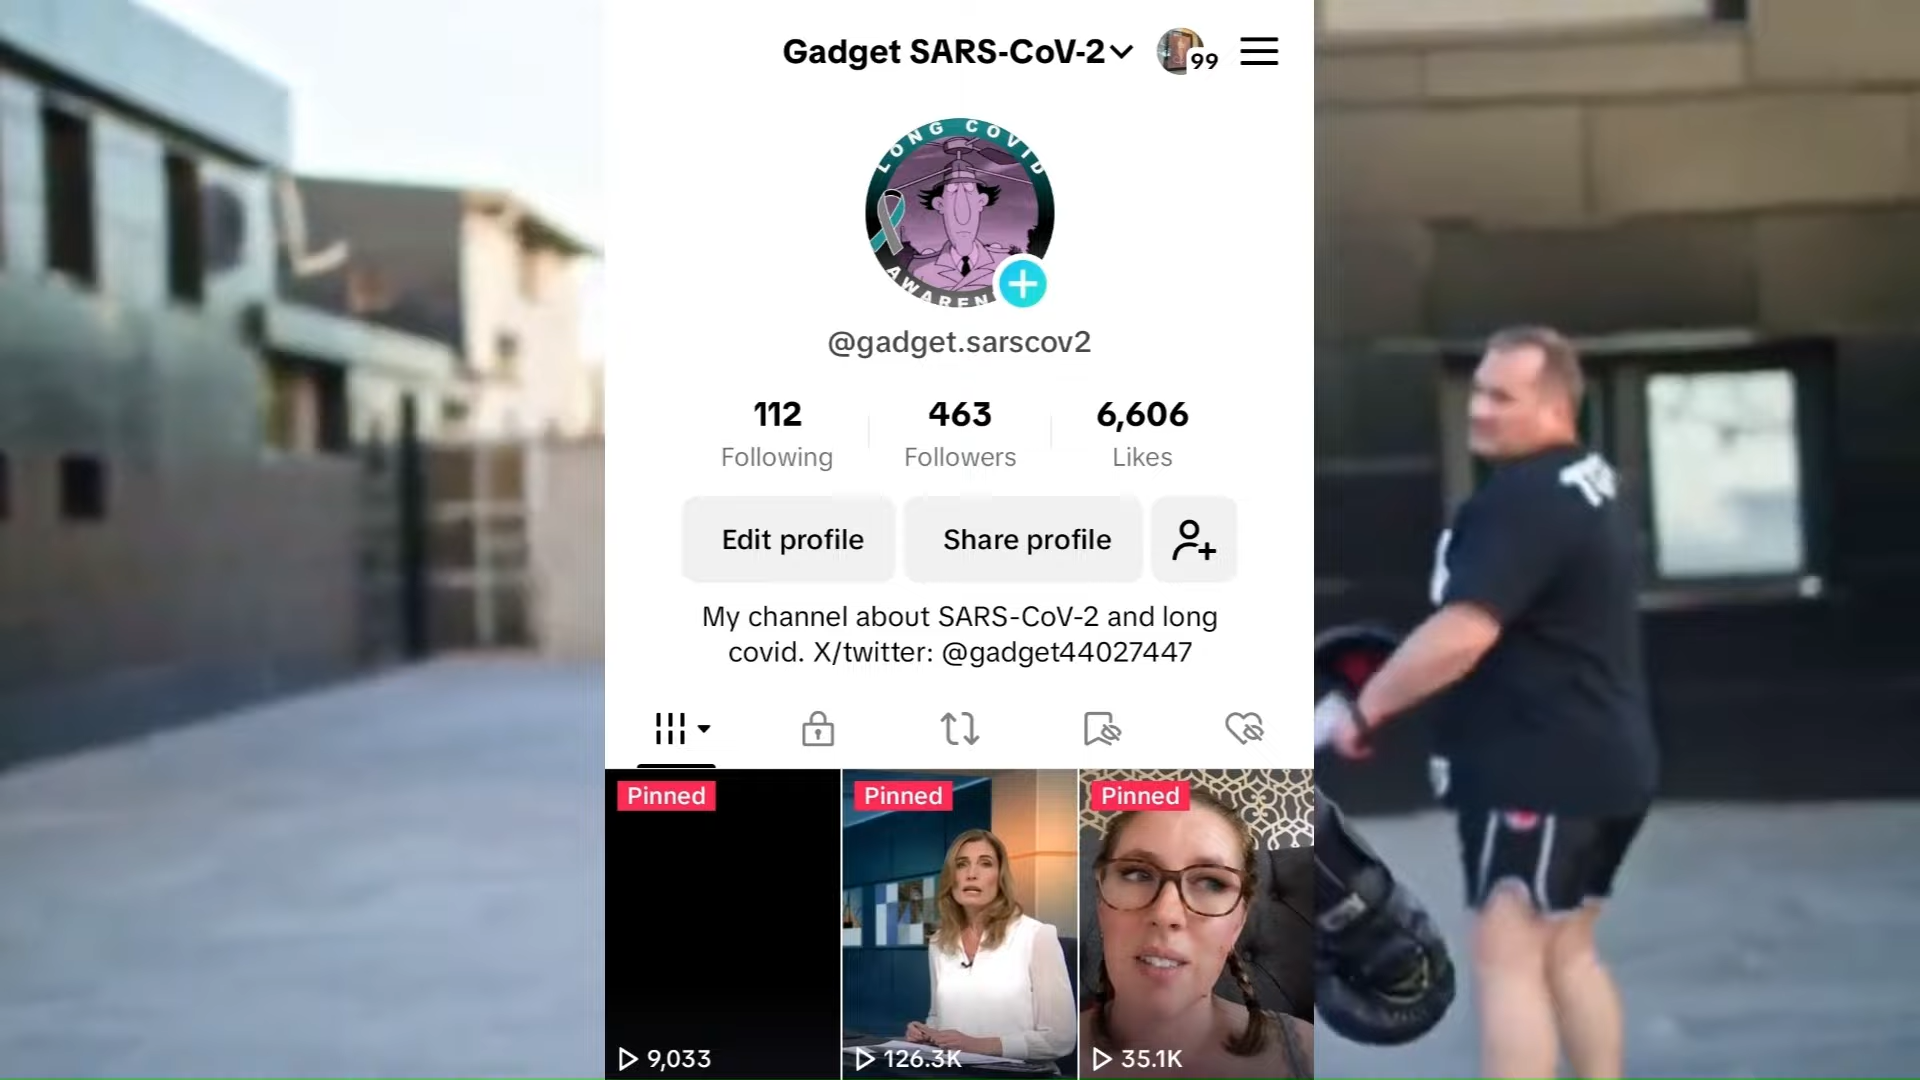 Gadget SARS-CoV-2
99
LONG COVID
AWAREN
@gadget.sarscov2
112 463 6,606
Following Followers Likes
Edit profile Share profile
My channel about SARS-CoV-2 and long
covid. X/twitter: @gadget44027447
Pinned Pinned Pinned
9,033 126.3K 35.1K